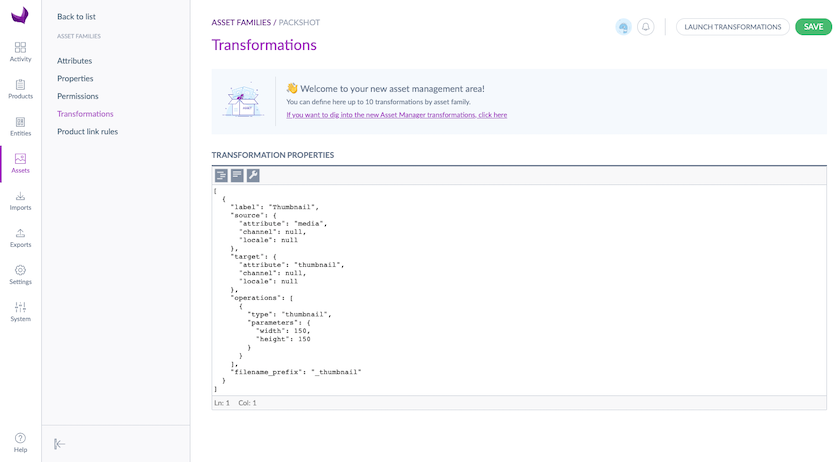 Activity
Products
Entities
Assets
Imports
Exports
Settings
System
Help
Back to list
ASSET FAMILIES
Attributes
Properties
Permissions
Transformations
Product link rules
ASSET FAMILIES / PACKSHOT
LAUNCH TRANSFORMATIONS
SAVE
Transformations
Welcome to your new asset management area!
You can define here up to 10 transformations by asset family.
If you want to dig into the new Asset Manager transformations, click here
ASSET
TRANSFORMATION PROPERTIES
[
  {
    "label": "Thumbnail",
    "source": {
      "attribute": "media",
      "channel": null,
      "locale": null
    },
    "target": {
      "attribute": "thumbnail",
      "channel": null,
      "locale": null
    },
    "operations": [
      {
        "type": "thumbnail",
        "parameters": {
          "width": 150,
          "height": 150
        }
      }
    ],
    "filename_prefix": "_thumbnail"
  }
]
Ln: 1 Col: 1